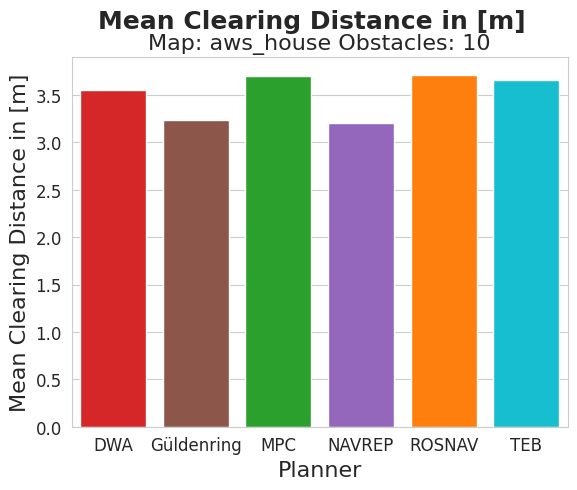 Mean Clearing Distance in [m]
Map: aws_house Obstacles: 10
Mean Clearing Distance in [m]
3.5
3.0
2.5
2.0
1.5
1.0
0.5
0.0
DWA Güldenring MPC NAVREP ROSNAV TEB
Planner